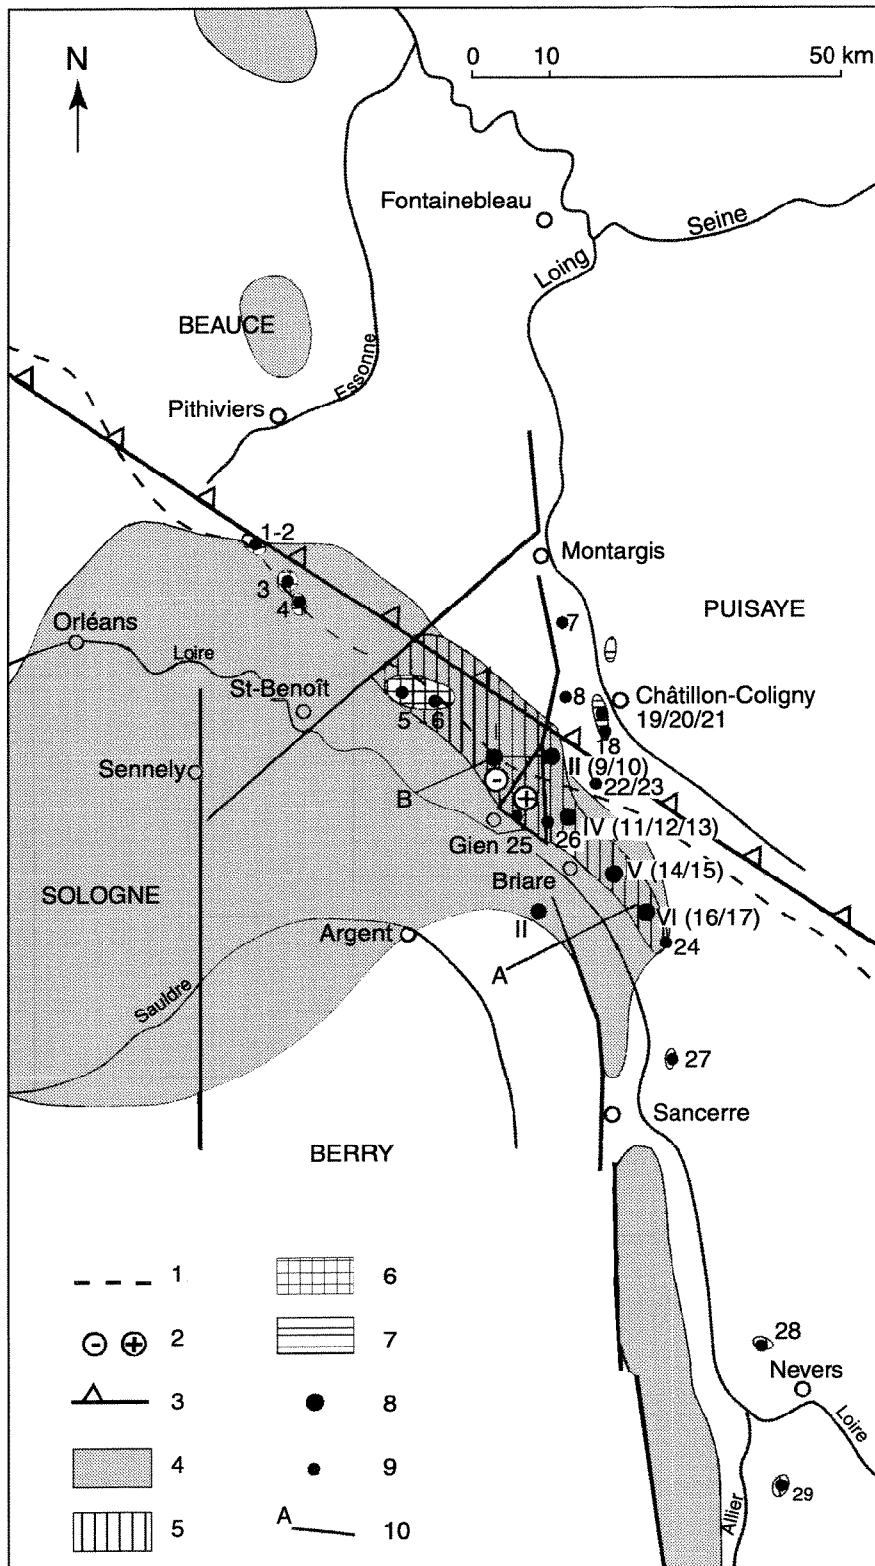 0 10 50 km
N
Fontainebleau
Seine
Loing
BEAUCE
Essonne
Pithiviers
1-2
Montargis
3
4
PUISAYE
7
Orléans
Loire
St-Benoît
8
Châtillon-Coligny
19/20/21
5 6
18
Sennely
II (9/10)
-
22/23
B
+
IV (11/12/13)
Gien 25
26
Briare
V (14/15)
SOLOGNE
VI (16/17)
Argent
II
24
A
Sauldre
27
Sancerre
BERRY
1
6
- +
2
7
28
Nevers
3
8
Loire
4
9
29
Allier
5
A
10